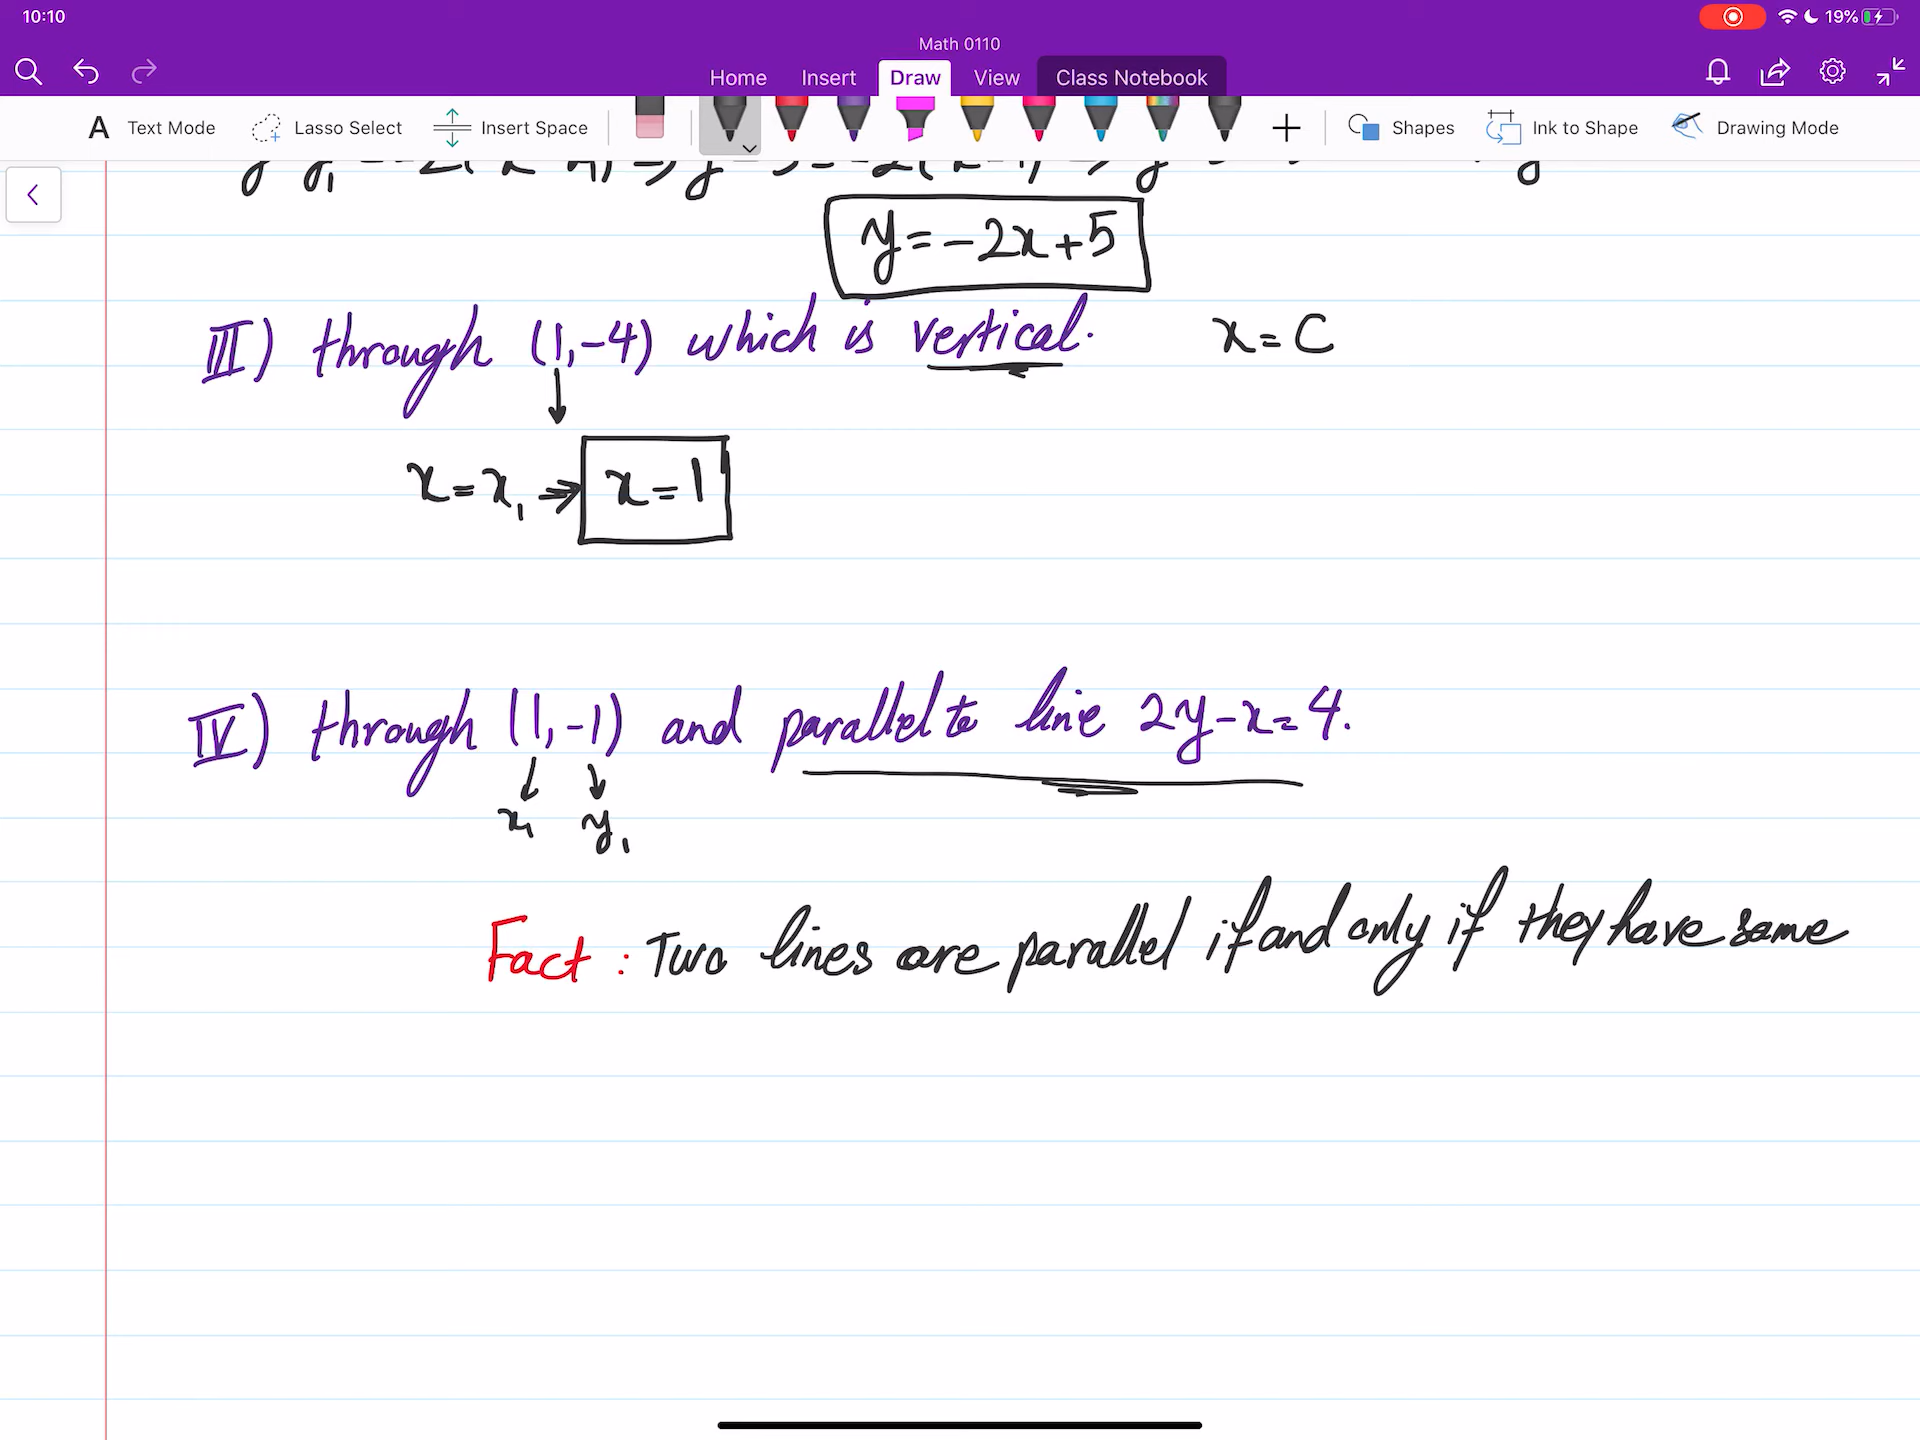 10:10
19%
Math 0110
Home Insert Draw View Class Notebook
A Text Mode Lasso Select Insert Space Shapes Ink to Shape Drawing Mode
y = -2x + 5
III) through (1, -4) which is vertical. x = C
x = x₁ ⇒ x = 1
IV) through (1, -1) and parallel to line 2y - x = 4.
x₁ y₁
Fact : Two lines are parallel if and only if they have same